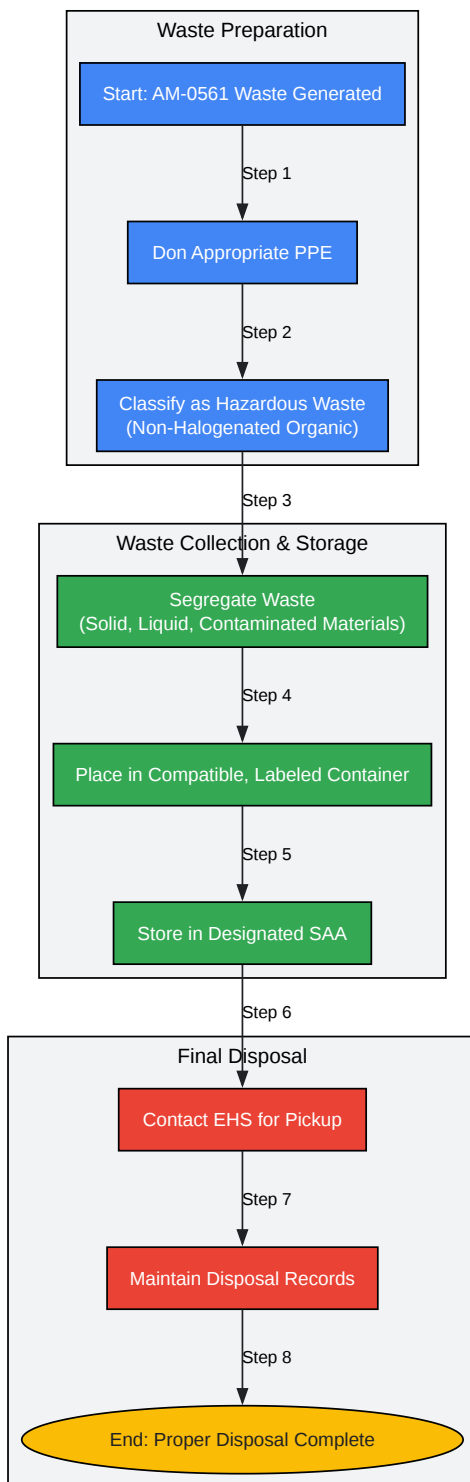 Waste Preparation
Start: AM-0561 Waste Generated
Step 1
Don Appropriate PPE
Step 2
Classify as Hazardous Waste
(Non-Halogenated Organic)
Step 3
Waste Collection & Storage
Segregate Waste
(Solid, Liquid, Contaminated Materials)
Step 4
Place in Compatible, Labeled Container
Step 5
Store in Designated SAA
Step 6
Final Disposal
Contact EHS for Pickup
Step 7
Maintain Disposal Records
Step 8
End: Proper Disposal Complete